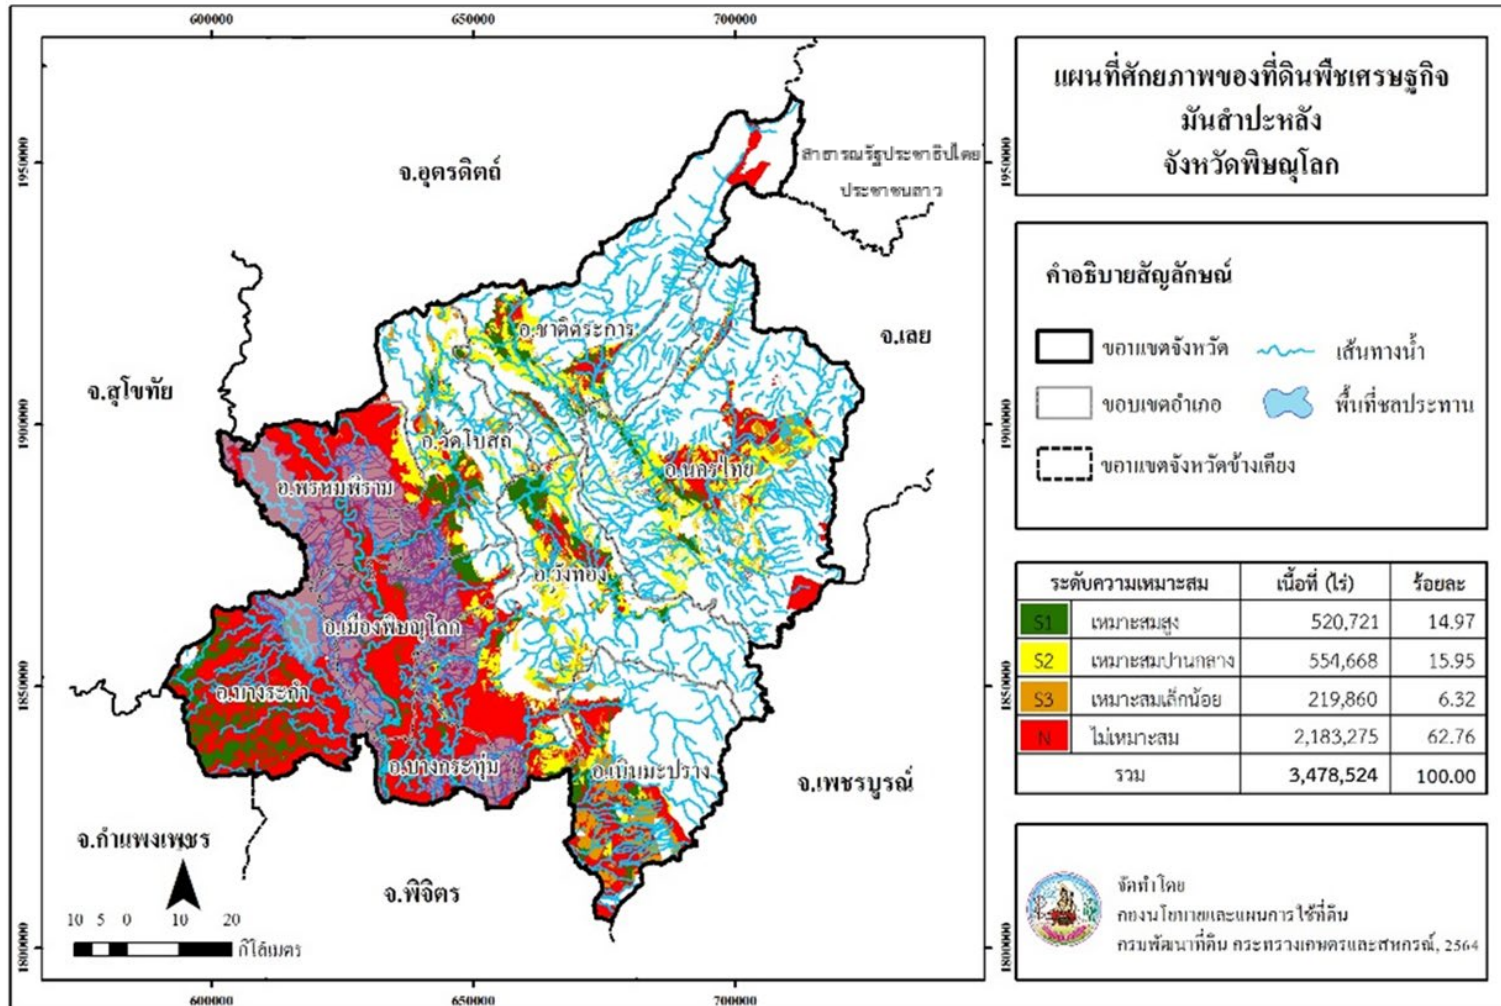 600000 650000 700000
1950000
1900000
1850000
1800000
1950000
1900000
1850000
1800000
600000 650000 700000
จ.อุตรดิตถ์
สาธารณรัฐประชาธิปไตย
ประชาชนลาว
จ.เลย
จ.สุโขทัย
อ.ชาติตระการ
อ.วัดโบสถ์
อ.นครไทย
อ.พรหมพิราม
อ.วังทอง
อ.เมืองพิษณุโลก
อ.บางระกำ
อ.บางกระทุ่ม
อ.เนินมะปราง
จ.เพชรบูรณ์
จ.กำแพงเพชร
จ.พิจิตร
10 5 0 10 20
กิโลเมตร
แผนที่ศักยภาพของที่ดินพืชเศรษฐกิจ
มันสำปะหลัง
จังหวัดพิษณุโลก
คำอธิบายสัญลักษณ์
ขอบเขตจังหวัด เส้นทางน้ำ
ขอบเขตอำเภอ พื้นที่ชลประทาน
ขอบเขตจังหวัดข้างเคียง
ระดับความเหมาะสม เนื้อที่ (ไร่) ร้อยละ
S1 เหมาะสมสูง 520,721 14.97
S2 เหมาะสมปานกลาง 554,668 15.95
S3 เหมาะสมเล็กน้อย 219,860 6.32
N ไม่เหมาะสม 2,183,275 62.76
รวม 3,478,524 100.00
จัดทำโดย
กองนโยบายและแผนการใช้ที่ดิน
กรมพัฒนาที่ดิน กระทรวงเกษตรและสหกรณ์, 2564